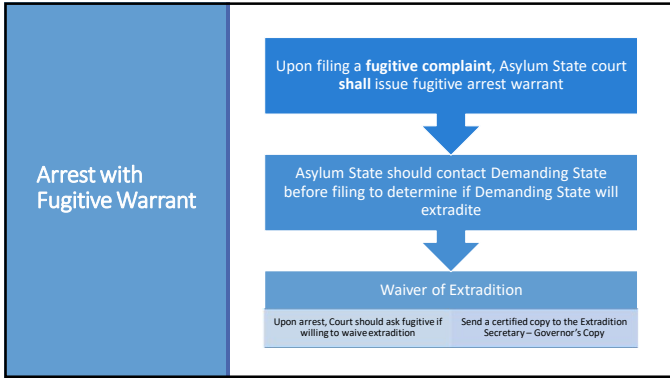 Arrest with
Fugitive Warrant
Upon filing a fugitive complaint, Asylum State court
shall issue fugitive arrest warrant
Asylum State should contact Demanding State
before filing to determine if Demanding State will
extradite
Waiver of Extradition
Upon arrest, Court should ask fugitive if
willing to waive extradition
Send a certified copy to the Extradition
Secretary – Governor's Copy